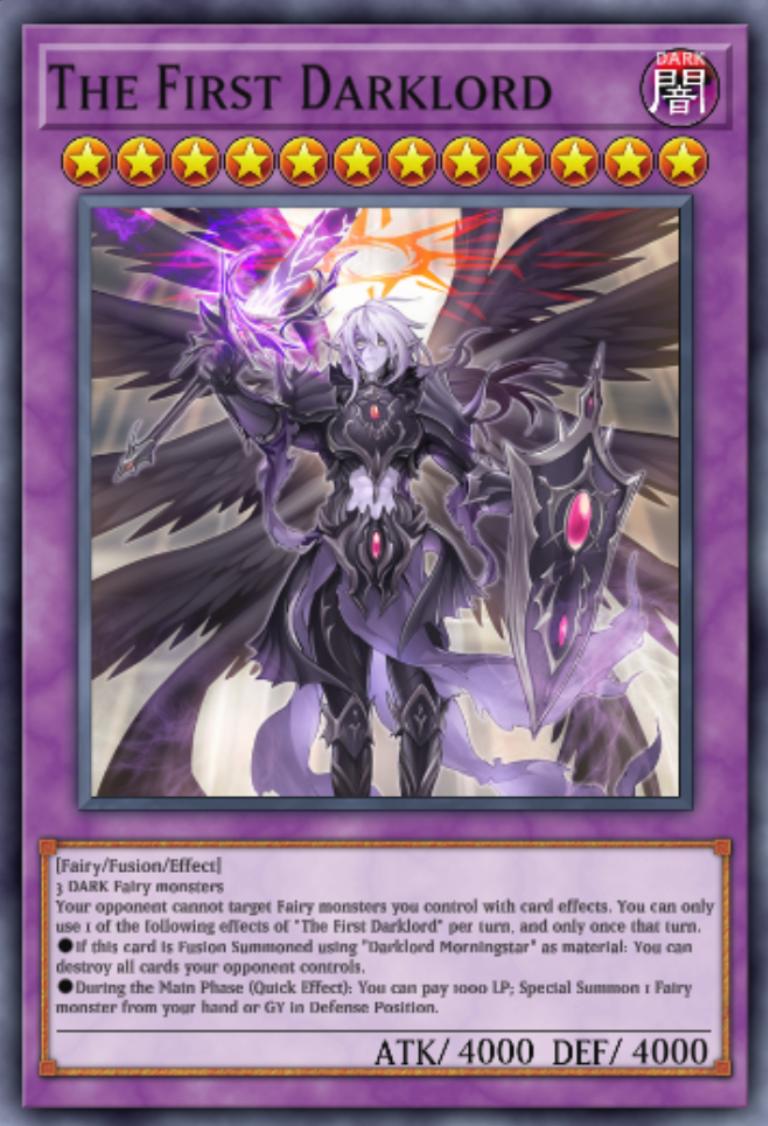 The First Darklord
DARK
闇
[Fairy/Fusion/Effect]
3 DARK Fairy monsters
Your opponent cannot target Fairy monsters you control with card effects. You can only
use 1 of the following effects of "The First Darklord" per turn, and only once that turn.
●If this card is Fusion Summoned using "Darklord Morningstar" as material: You can
destroy all cards your opponent controls.
●During the Main Phase (Quick Effect): You can pay 1000 LP; Special Summon 1 Fairy
monster from your hand or GY in Defense Position.
ATK/ 4000 DEF/ 4000